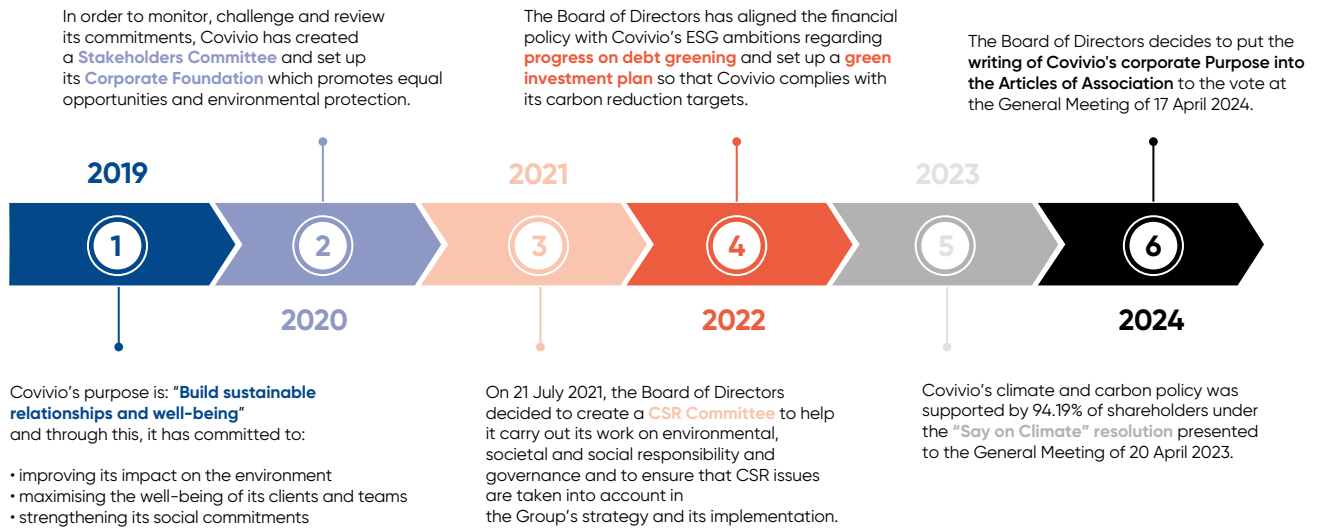 In order to monitor, challenge and review
its commitments, Covivio has created
a Stakeholders Committee and set up
its Corporate Foundation which promotes equal
opportunities and environmental protection.
The Board of Directors has aligned the financial
policy with Covivio’s ESG ambitions regarding
progress on debt greening and set up a green
investment plan so that Covivio complies with
its carbon reduction targets.
The Board of Directors decides to put the
writing of Covivio's corporate Purpose into
the Articles of Association to the vote at
the General Meeting of 17 April 2024.
2019
2021
2023
1
2
3
4
5
6
2020
2022
2024
Covivio’s purpose is: “Build sustainable
relationships and well-being”
and through this, it has committed to:
• improving its impact on the environment
• maximising the well-being of its clients and teams
• strengthening its social commitments
On 21 July 2021, the Board of Directors
decided to create a CSR Committee to help
it carry out its work on environmental,
societal and social responsibility and
governance and to ensure that CSR issues
are taken into account in
the Group’s strategy and its implementation.
Covivio’s climate and carbon policy was
supported by 94.19% of shareholders under
the “Say on Climate” resolution presented
to the General Meeting of 20 April 2023.